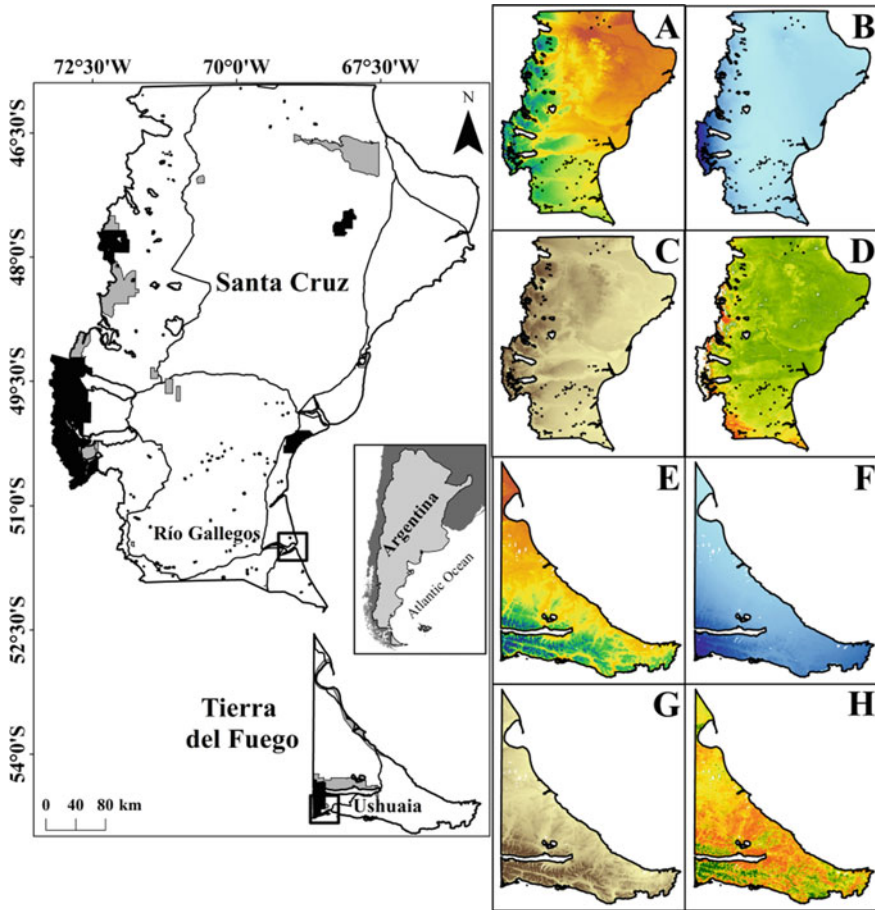 72°30'W 70°0'W 67°30'W
46°30'S
48°0'S
49°30'S
51°0'S
52°30'S
54°0'S
N
Santa Cruz
Río Gallegos
Argentina
Atlantic Ocean
Tierra
del Fuego
Ushuaia
0 40 80 km
A
B
C
D
E
F
G
H